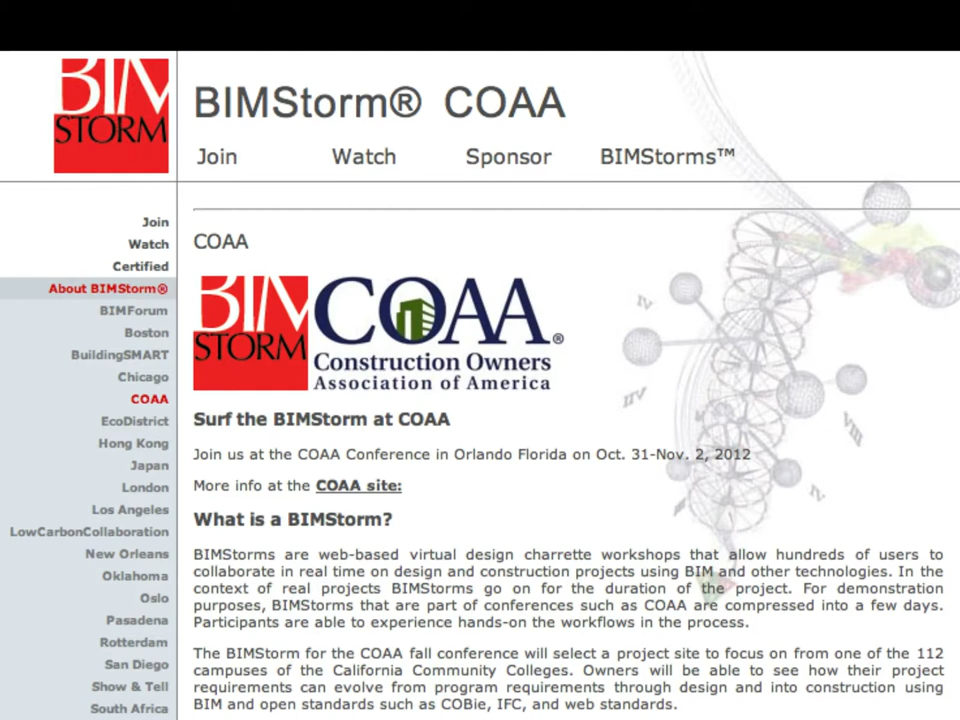 BIM
STORM
BIMStorm® COAA
Join Watch Sponsor BIMStorms™
Join
Watch
Certified
About BIMStorm®
BIMForum
Boston
BuildingSMART
Chicago
COAA
EcoDistrict
Hong Kong
Japan
London
Los Angeles
LowCarbonCollaboration
New Orleans
Oklahoma
Oslo
Pasadena
Rotterdam
San Diego
Show & Tell
South Africa
COAA
BIM
STORM
COAA®
Construction Owners
Association of America
Surf the BIMStorm at COAA
Join us at the COAA Conference in Orlando Florida on Oct. 31-Nov. 2, 2012
More info at the COAA site:
What is a BIMStorm?
BIMStorms are web-based virtual design charrette workshops that allow hundreds of users to
collaborate in real time on design and construction projects using BIM and other technologies. In the
context of real projects BIMStorms go on for the duration of the project. For demonstration
purposes, BIMStorms that are part of conferences such as COAA are compressed into a few days.
Participants are able to experience hands-on the workflows in the process.
The BIMStorm for the COAA fall conference will select a project site to focus on from one of the 112
campuses of the California Community Colleges. Owners will be able to see how their project
requirements can evolve from program requirements through design and into construction using
BIM and open standards such as COBie, IFC, and web standards.
IV
VIII